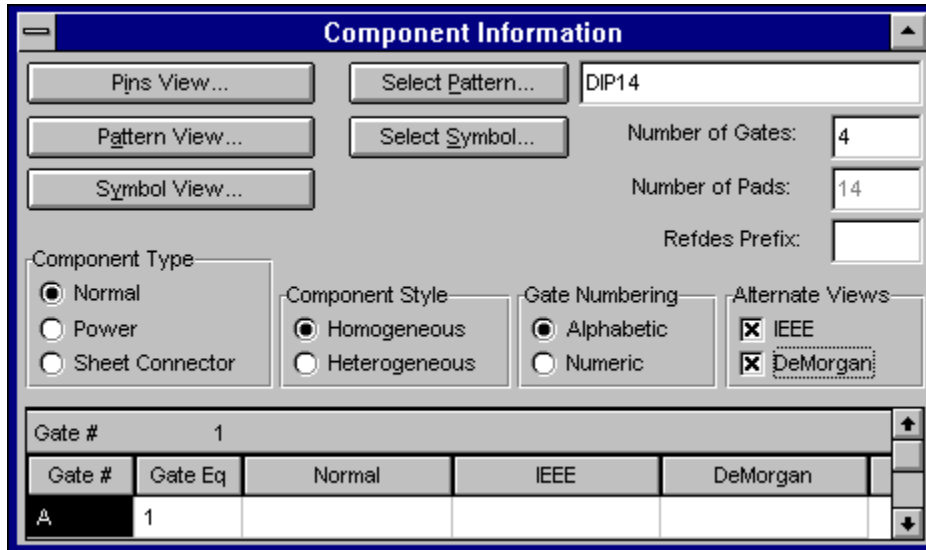 Component Information
Pins View... Select Pattern... DIP14
Pattern View... Select Symbol... Number of Gates: 4
Symbol View... Number of Pads: 14
Refdes Prefix:
Component Type
Normal Component Style Gate Numbering Alternate Views
Power Homogeneous Alphabetic IEEE
Sheet Connector Heterogeneous Numeric DeMorgan
Gate # 1
Gate # Gate Eq Normal IEEE DeMorgan
A 1